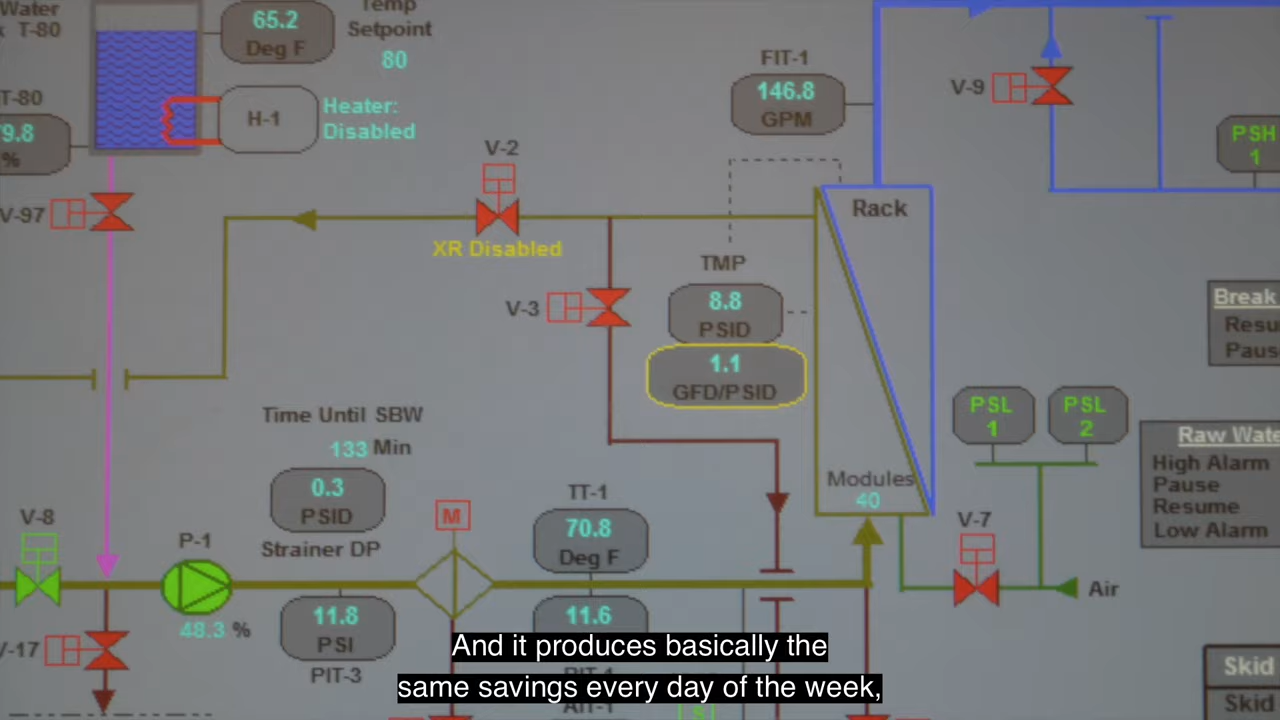 Water
T-80
65.2
Deg F
Temp
Setpoint
80
T-80
9.8
%
H-1
Heater:
Disabled
FIT-1
146.8
GPM
V-9
PSH
1
V-2
XR Disabled
V-97
Rack
TMP
8.8
PSID
1.1
GFD/PSID
V-3
Break
Resu
Paus
Time Until SBW
133 Min
0.3
PSID
Strainer DP
M
TT-1
70.8
Deg F
Modules
40
PSL
1
PSL
2
Raw Wate
High Alarm
Pause
Resume
Low Alarm
V-8
P-1
48.3 %
V-7
Air
11.8
PSI
PIT-3
11.6
V-17
And it produces basically the
same savings every day of the week,
Skid
Skid